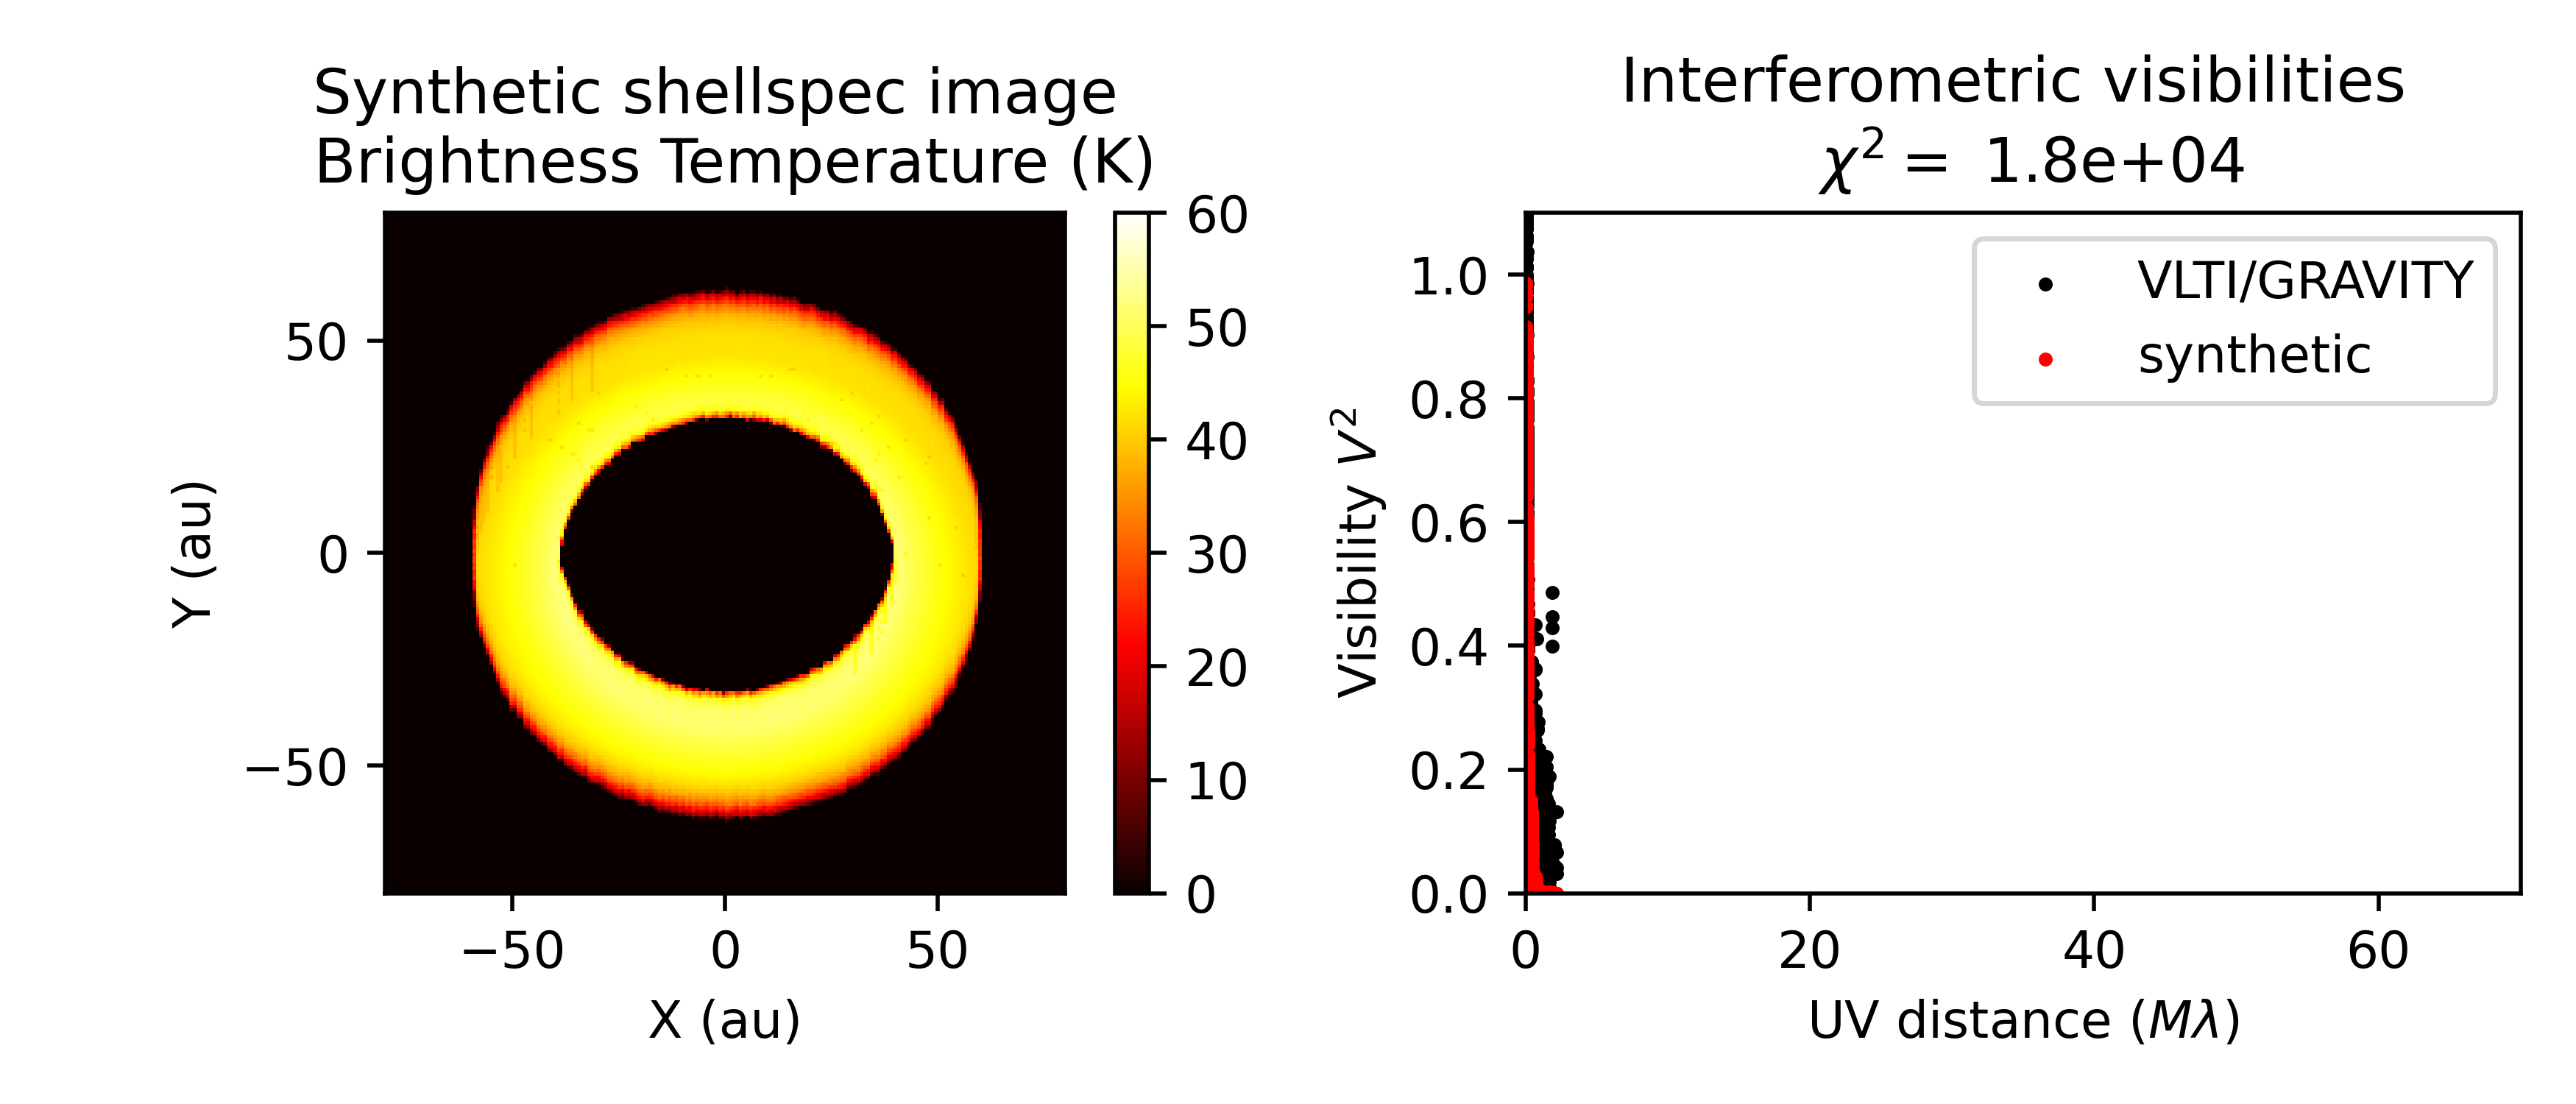 Synthetic shellspec image
Brightness Temperature (K)
60
50
40
30
20
10
0
50
0
−50
Y (au)
−50 0 50
X (au)
Interferometric visibilities
χ² = 1.8e+04
VLTI/GRAVITY
synthetic
1.0
0.8
0.6
0.4
0.2
0.0
Visibility V²
0 20 40 60
UV distance (Mλ)